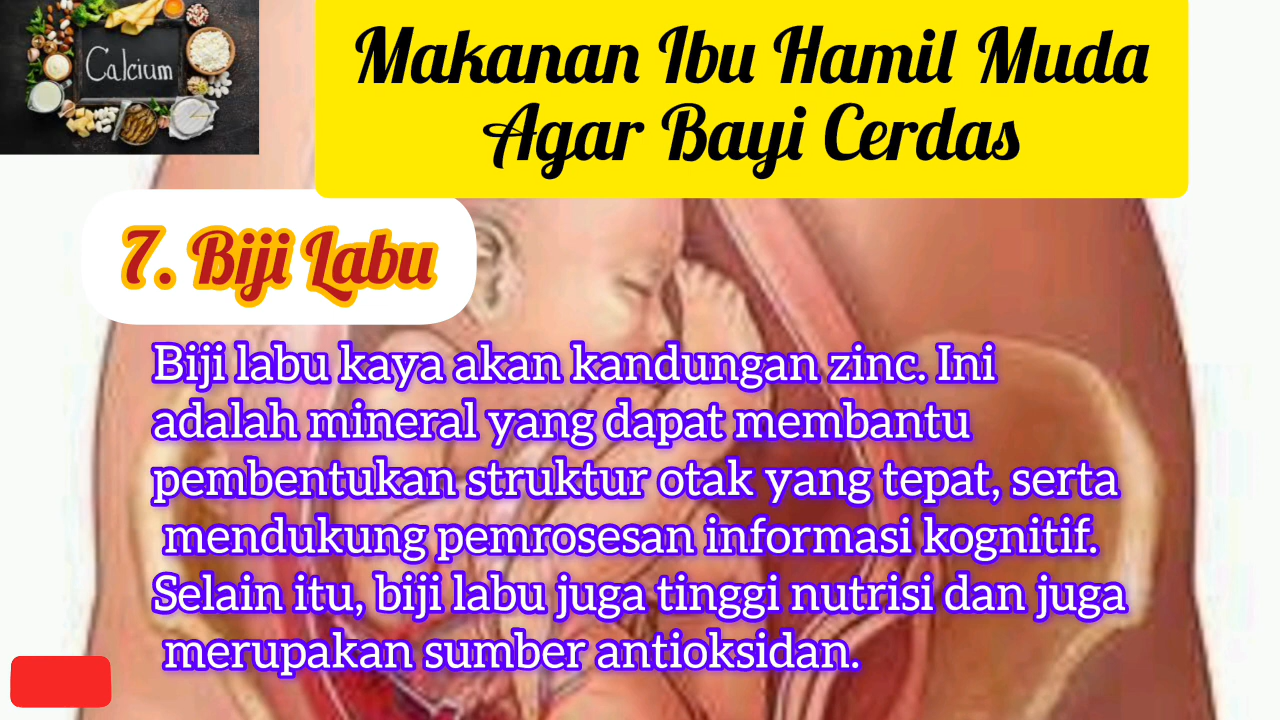 Calcium
Makanan Ibu Hamil Muda
Agar Bayi Cerdas
7. Biji Labu
Biji labu kaya akan kandungan zinc. Ini
adalah mineral yang dapat membantu
pembentukan struktur otak yang tepat, serta
mendukung pemrosesan informasi kognitif.
Selain itu, biji labu juga tinggi nutrisi dan juga
merupakan sumber antioksidan.